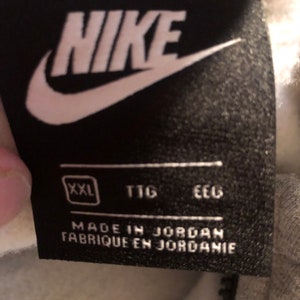 NIKE
XXL TTG EEG
MADE IN JORDAN
FABRIQUE EN JORDANIE